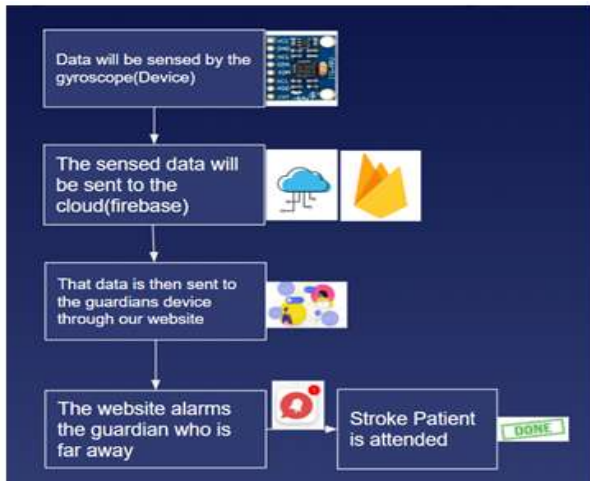 Data will be sensed by the
gyroscope(Device)
The sensed data will
be sent to the
cloud(firebase)
That data is then sent to
the guardians device
through our website
The website alarms
the guardian who is
far away
Stroke Patient
is attended
DONE